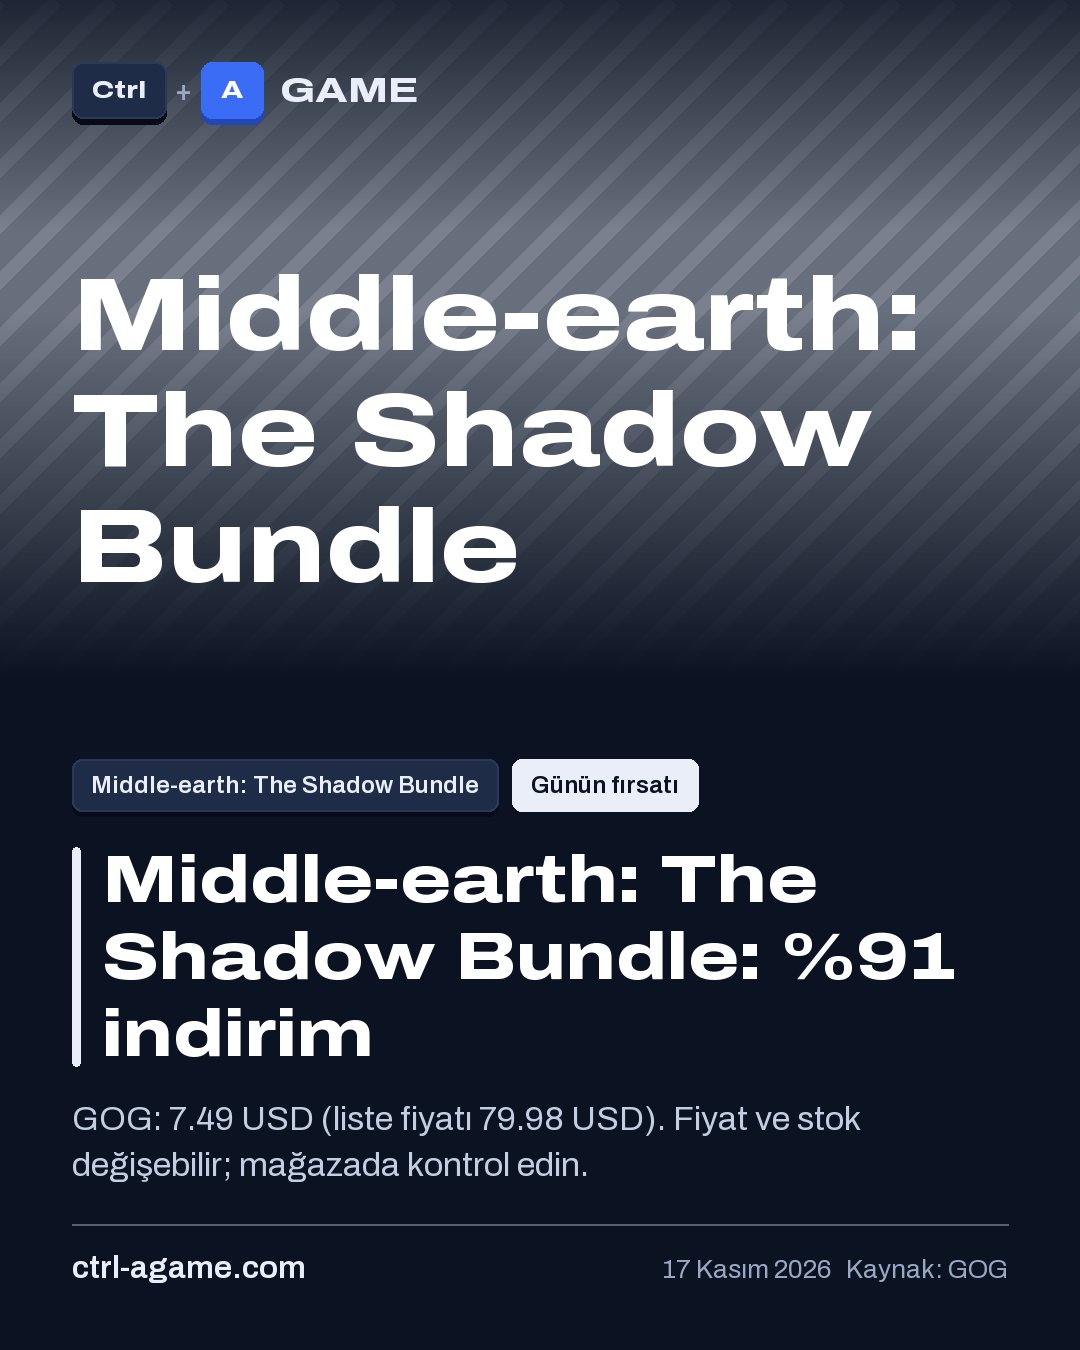 Ctrl + A GAME
Middle-earth:
The Shadow
Bundle
Middle-earth: The Shadow Bundle Günün fırsatı
Middle-earth: The
Shadow Bundle: %91
indirim
GOG: 7.49 USD (liste fiyatı 79.98 USD). Fiyat ve stok
değişebilir; mağazada kontrol edin.
ctrl-agame.com 17 Kasım 2026 Kaynak: GOG